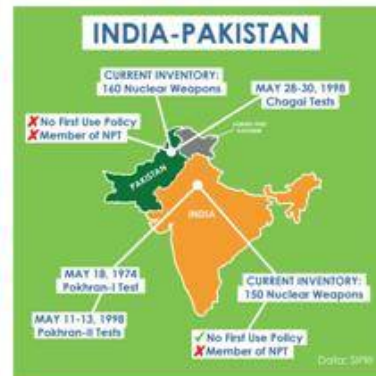 INDIA-PAKISTAN
CURRENT INVENTORY:
160 Nuclear Weapons
MAY 28-30, 1998
Chagai Tests
✗ No First Use Policy
✗ Member of NPT
PAKISTAN
INDIA
MAY 18, 1974
Pokhran-I Test
MAY 11-13, 1998
Pokhran-II Tests
CURRENT INVENTORY:
150 Nuclear Weapons
✓ No First Use Policy
✗ Member of NPT
Data: SIPRI